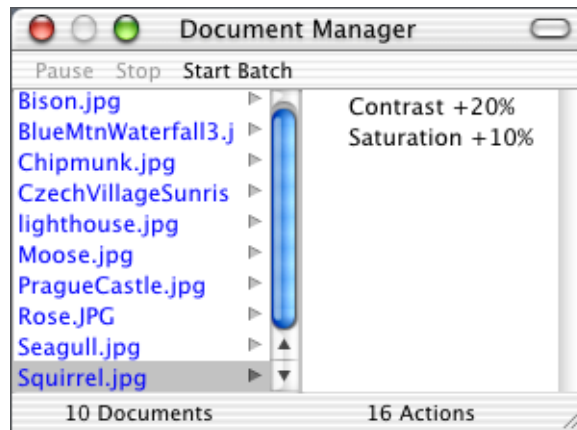 Document Manager
Pause Stop Start Batch
Bison.jpg
BlueMtnWaterfall3.j
Chipmunk.jpg
CzechVillageSunris
lighthouse.jpg
Moose.jpg
PragueCastle.jpg
Rose.JPG
Seagull.jpg
Squirrel.jpg
Contrast +20%
Saturation +10%
10 Documents
16 Actions